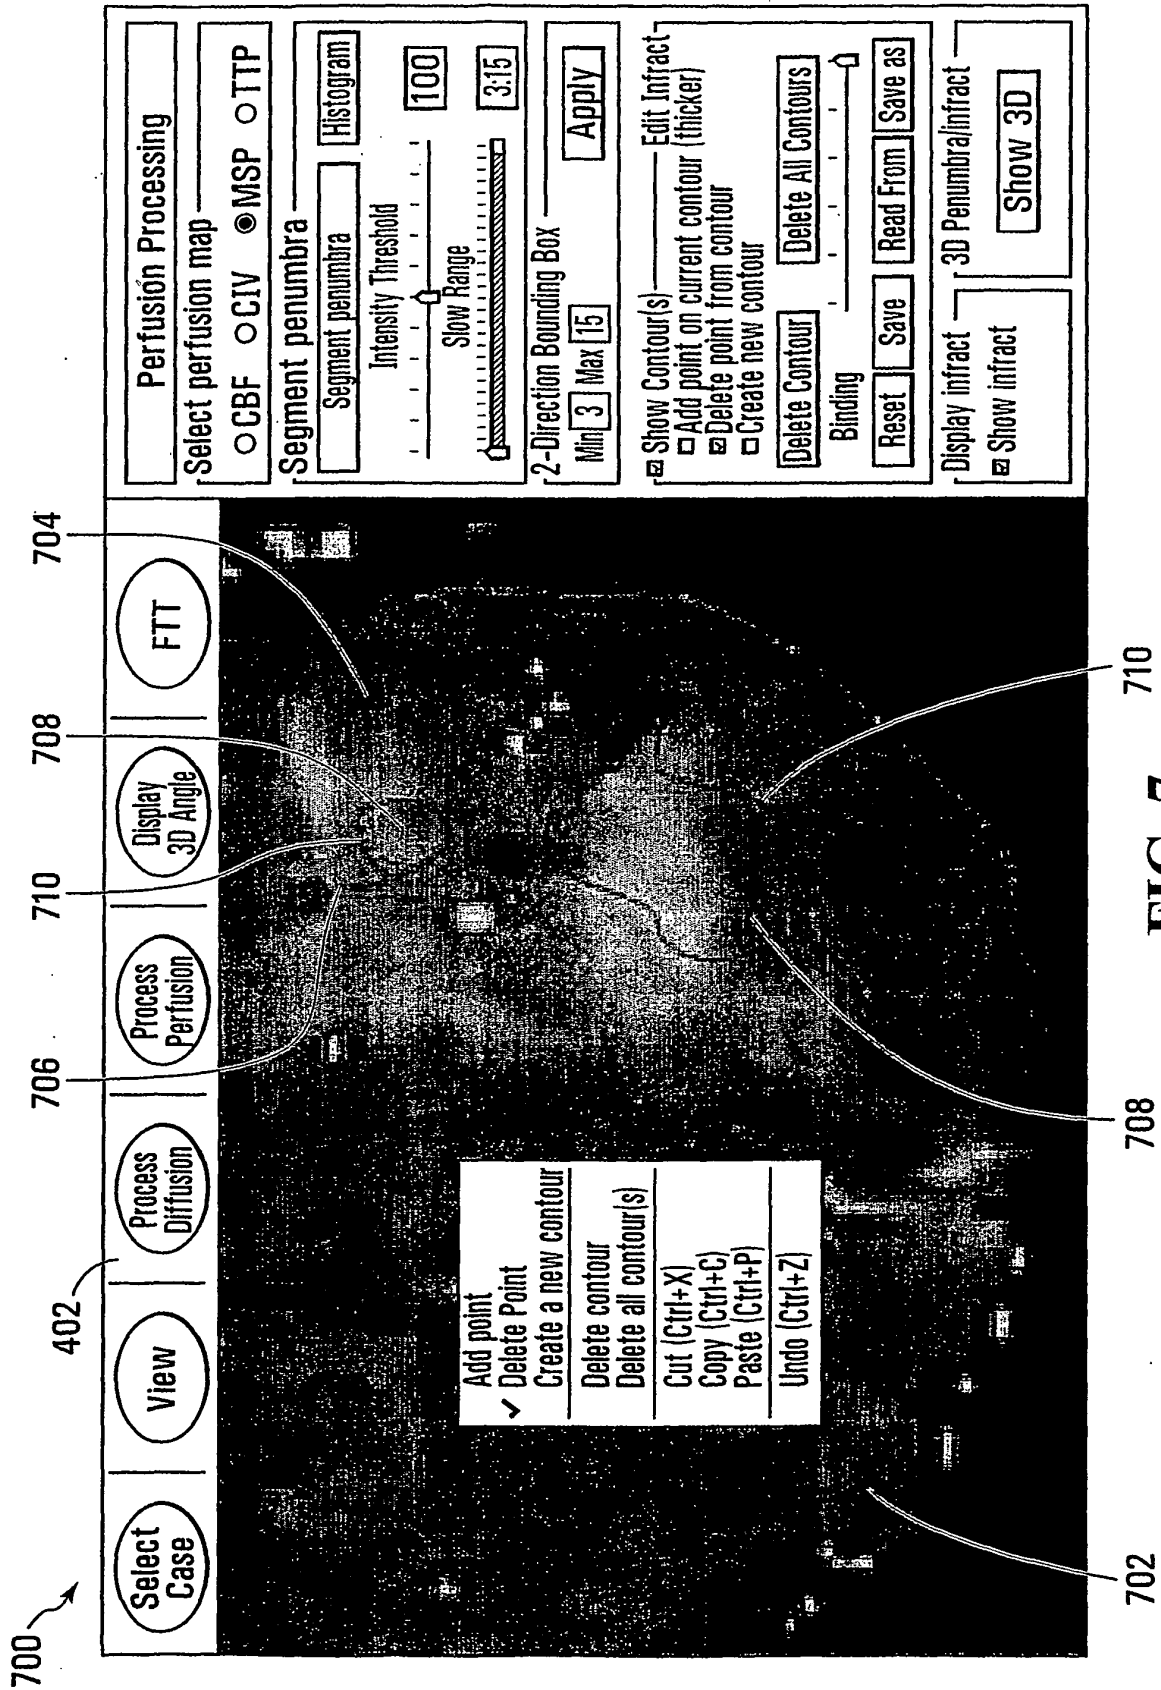 700
402
706
710
708
704
Select
Case
View
Process
Diffusion
Process
Perfusion
Display
3D Angle
FTT
Perfusión Processing
Select perfusion map
CBF
CIV
MSP
TTP
Segment penumbra
Segment penumbra
Histogram
Intensity Threshold
100
Slow Range
3:15
2-Direction Bounding Box
Min 3 Max 15
Apply
Show Contour(s)
Edit Infract
Add point on current contour (thicker)
Delete point from contour
Create new contour
Delete Contour
Delete All Contours
Binding
Reset
Save
Read From
Save as
Display infract
Show infract
3D Penumbra/infract
Show 3D
Add point
✓ Delete Point
Create a new contour
Delete contour
Delete all contour(s)
Cut (Ctrl+X)
Copy (Ctrl+C)
Paste (Ctrl+P)
Undo (Ctrl+Z)
702
708
710
FIG. 7